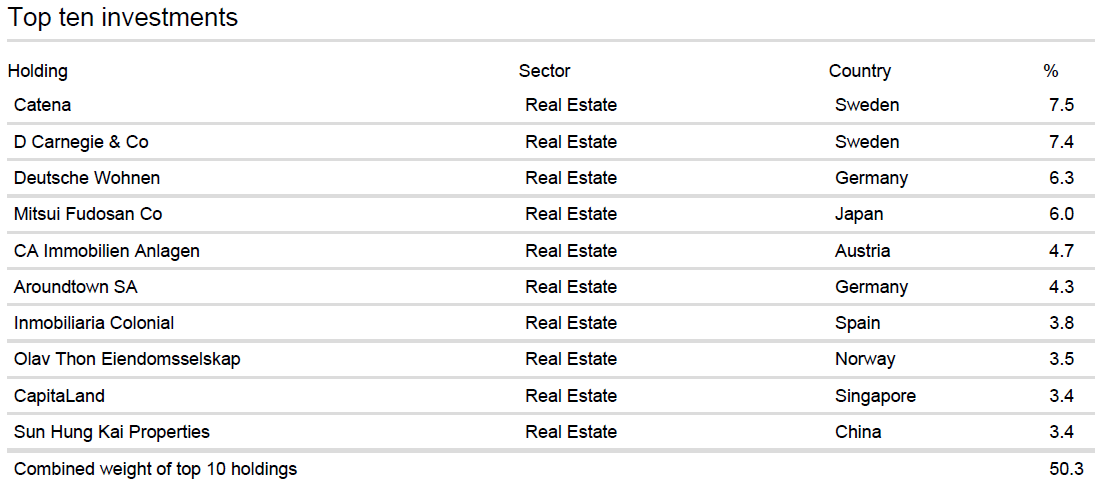 Top ten investments
Holding Sector Country %
Catena Real Estate Sweden 7.5
D Carnegie & Co Real Estate Sweden 7.4
Deutsche Wohnen Real Estate Germany 6.3
Mitsui Fudosan Co Real Estate Japan 6.0
CA Immobilien Anlagen Real Estate Austria 4.7
Aroundtown SA Real Estate Germany 4.3
Inmobiliaria Colonial Real Estate Spain 3.8
Olav Thon Eiendomsselskap Real Estate Norway 3.5
CapitaLand Real Estate Singapore 3.4
Sun Hung Kai Properties Real Estate China 3.4
Combined weight of top 10 holdings 50.3